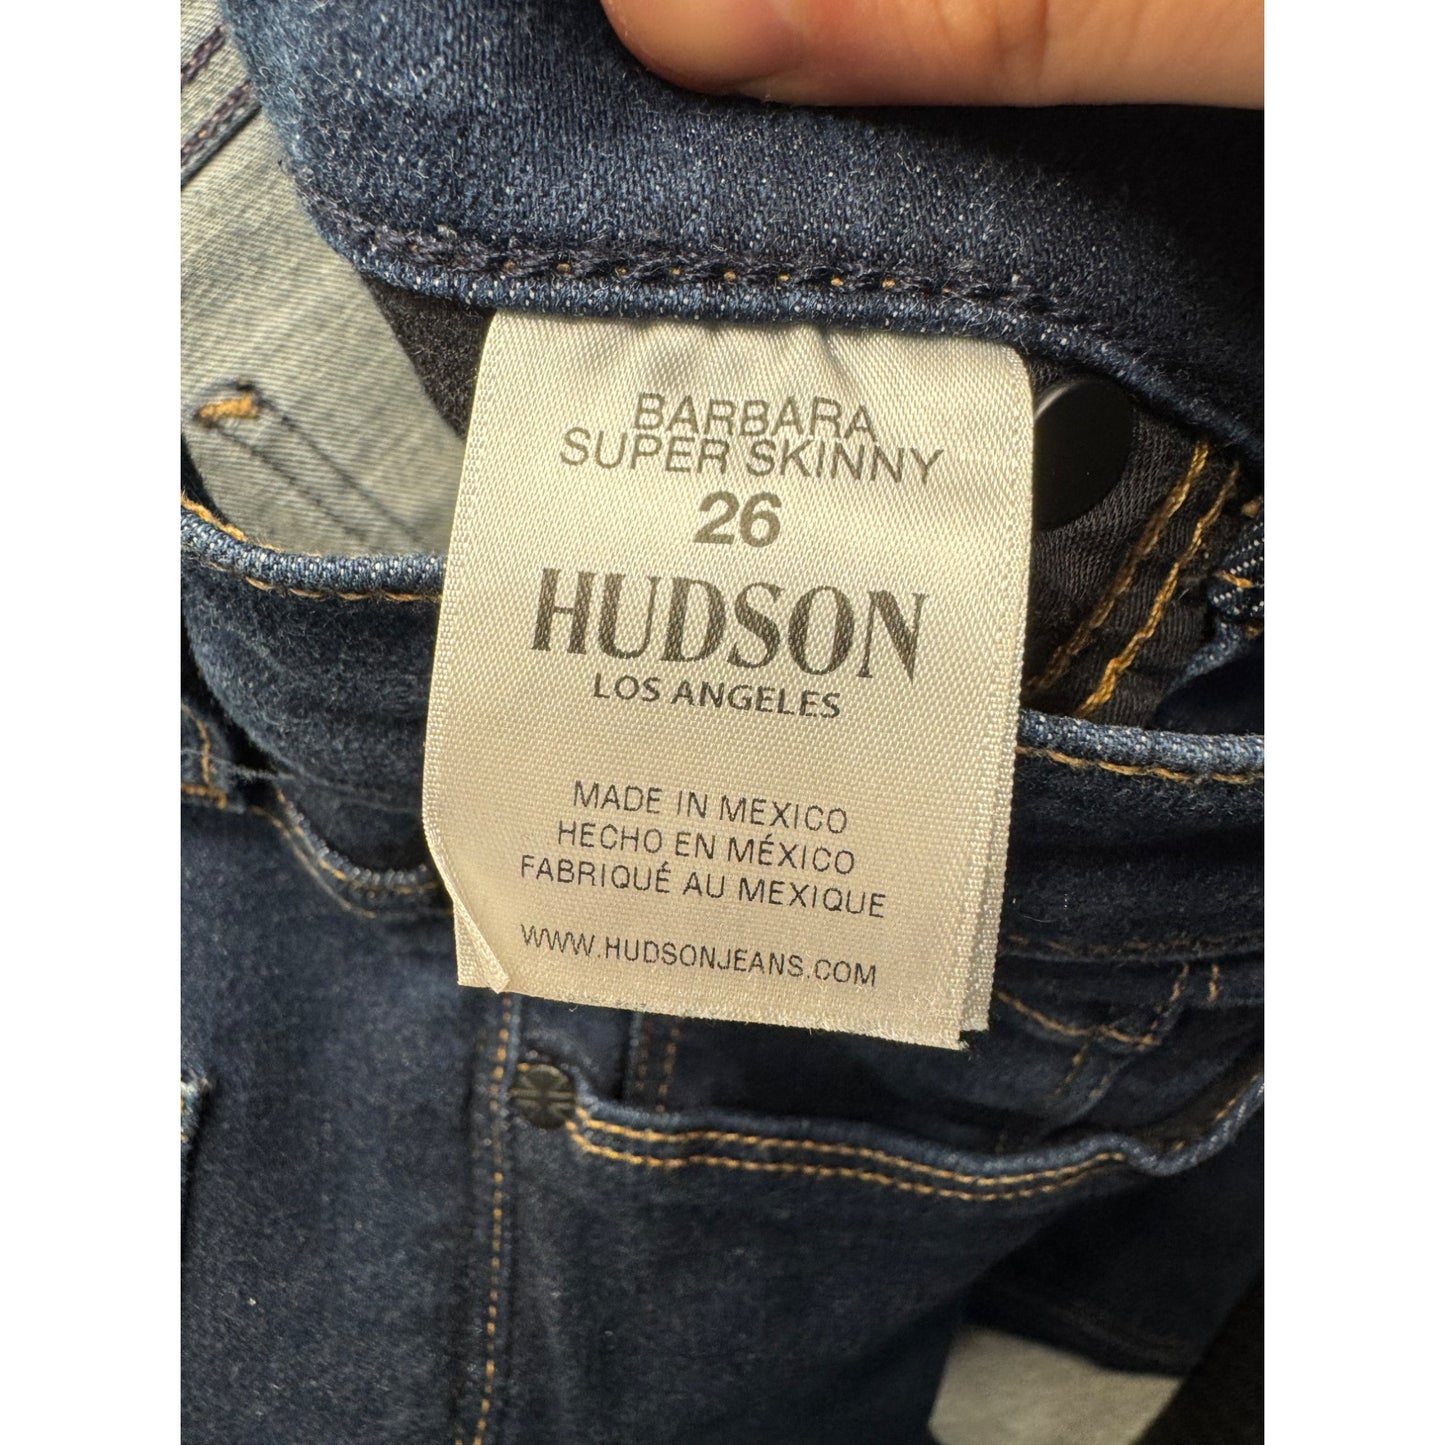 BARBARA
SUPER SKINNY
26
HUDSON
LOS ANGELES
MADE IN MEXICO
HECHO EN MÉXICO
FABRIQUÉ AU MEXIQUE
WWW.HUDSONJEANS.COM